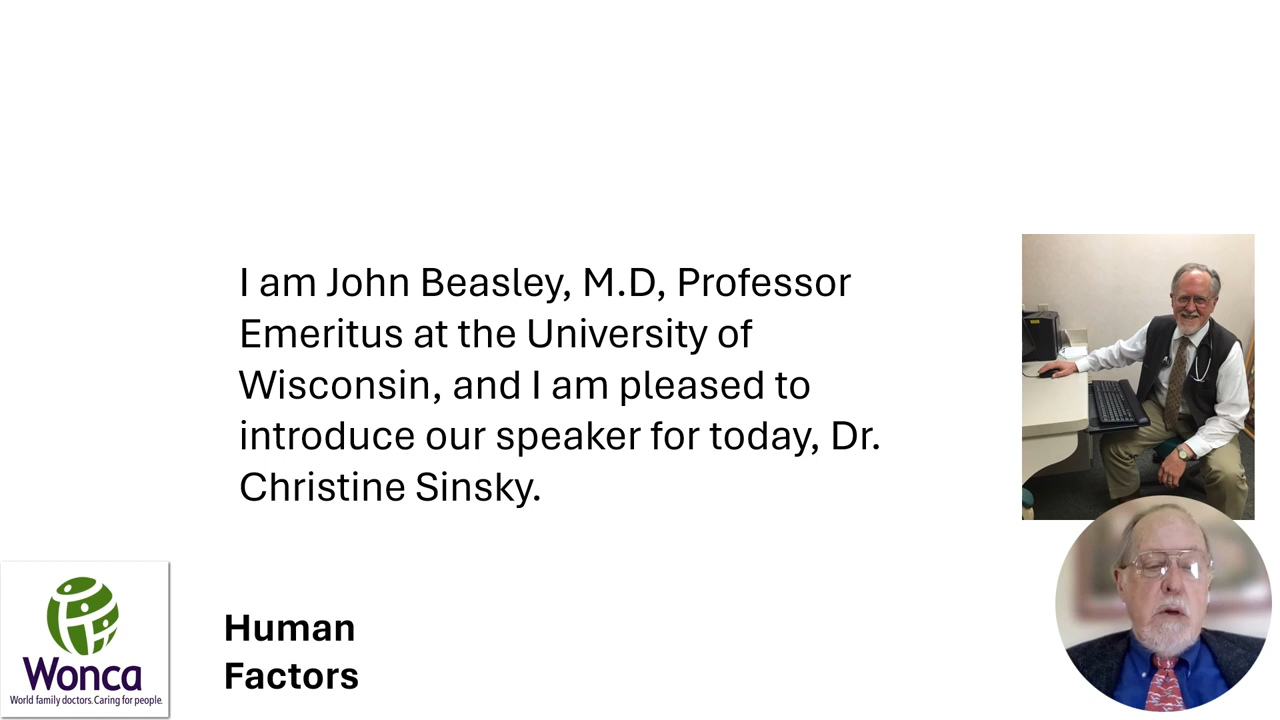 I am John Beasley, M.D, Professor
Emeritus at the University of
Wisconsin, and I am pleased to
introduce our speaker for today, Dr.
Christine Sinsky.
Human
Factors
Wonca
World family doctors. Caring for people.